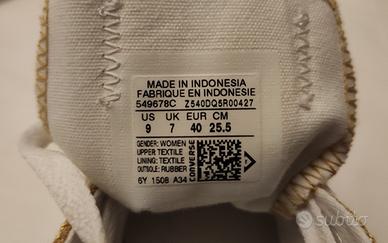 MADE IN INDONESIA
FABRIQUE EN INDONESIE
549678C Z540DQ5R00427
US UK EUR CM
9 7 40 25.5
GENDER: WOMEN
UPPER: TEXTILE
LINING: TEXTILE
OUTSOLE: RUBBER
6Y 1508 A34
CONVERSE
subito